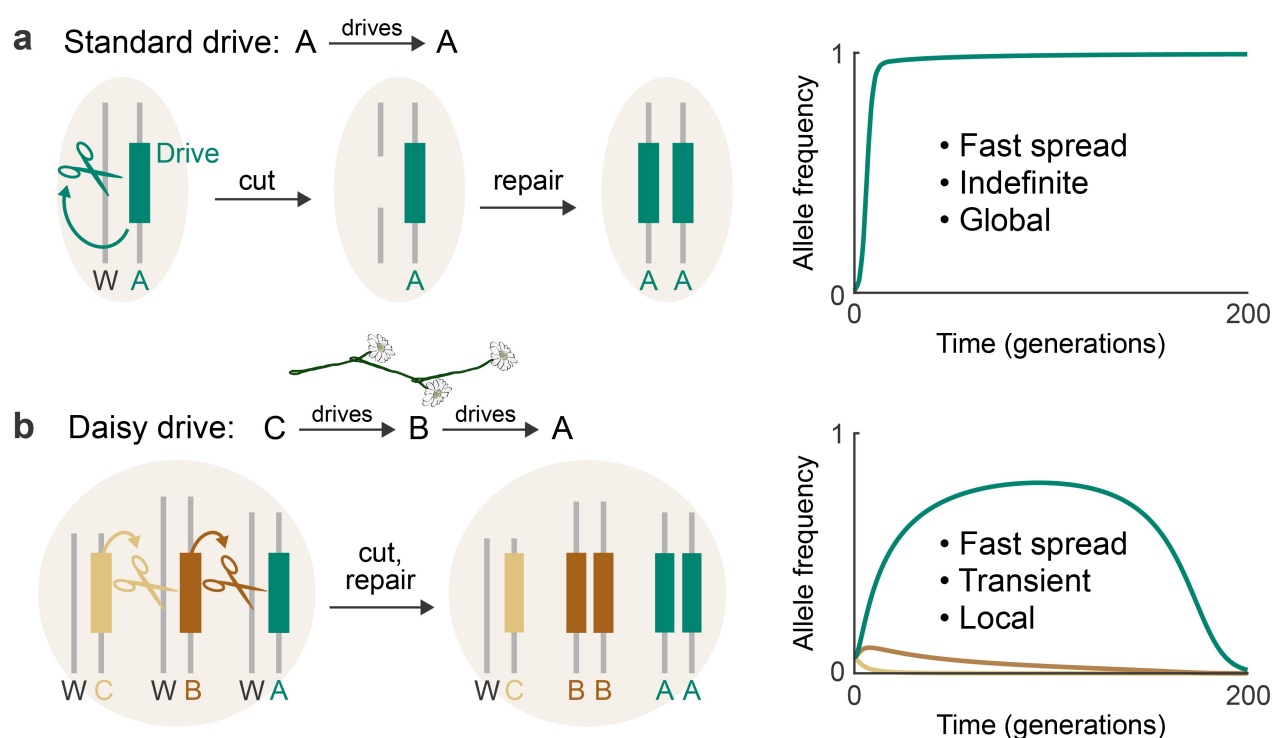 a Standard drive: A drives A
Drive
cut
repair
W A
A
A A
1
Allele frequency
• Fast spread
• Indefinite
• Global
0
0
200
Time (generations)
b Daisy drive: C drives B drives A
cut,
repair
W C W B W A
W C B B A A
1
Allele frequency
• Fast spread
• Transient
• Local
0
0
200
Time (generations)